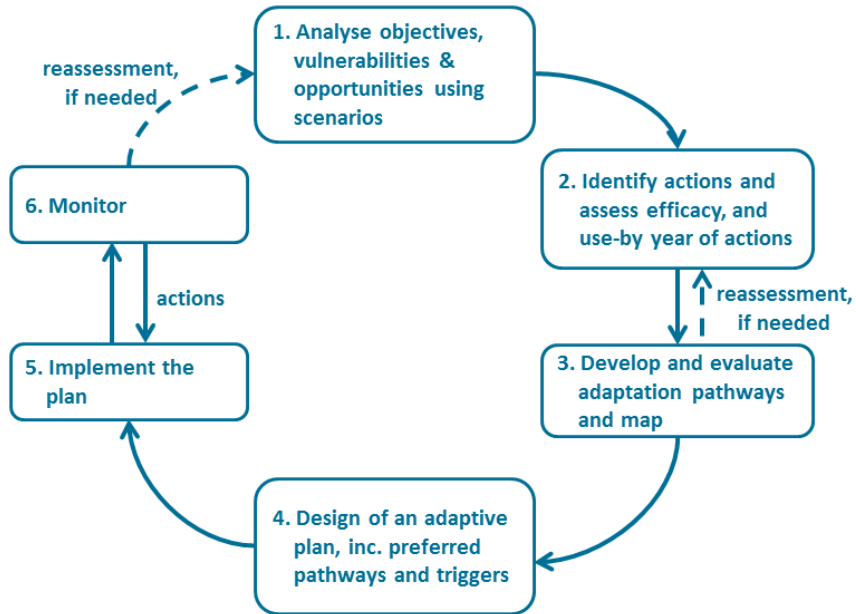 1. Analyse objectives,
vulnerabilities &
opportunities using
scenarios
reassessment,
if needed
2. Identify actions and
assess efficacy, and
use-by year of actions
6. Monitor
actions
reassessment,
if needed
5. Implement the
plan
3. Develop and evaluate
adaptation pathways
and map
4. Design of an adaptive
plan, inc. preferred
pathways and triggers